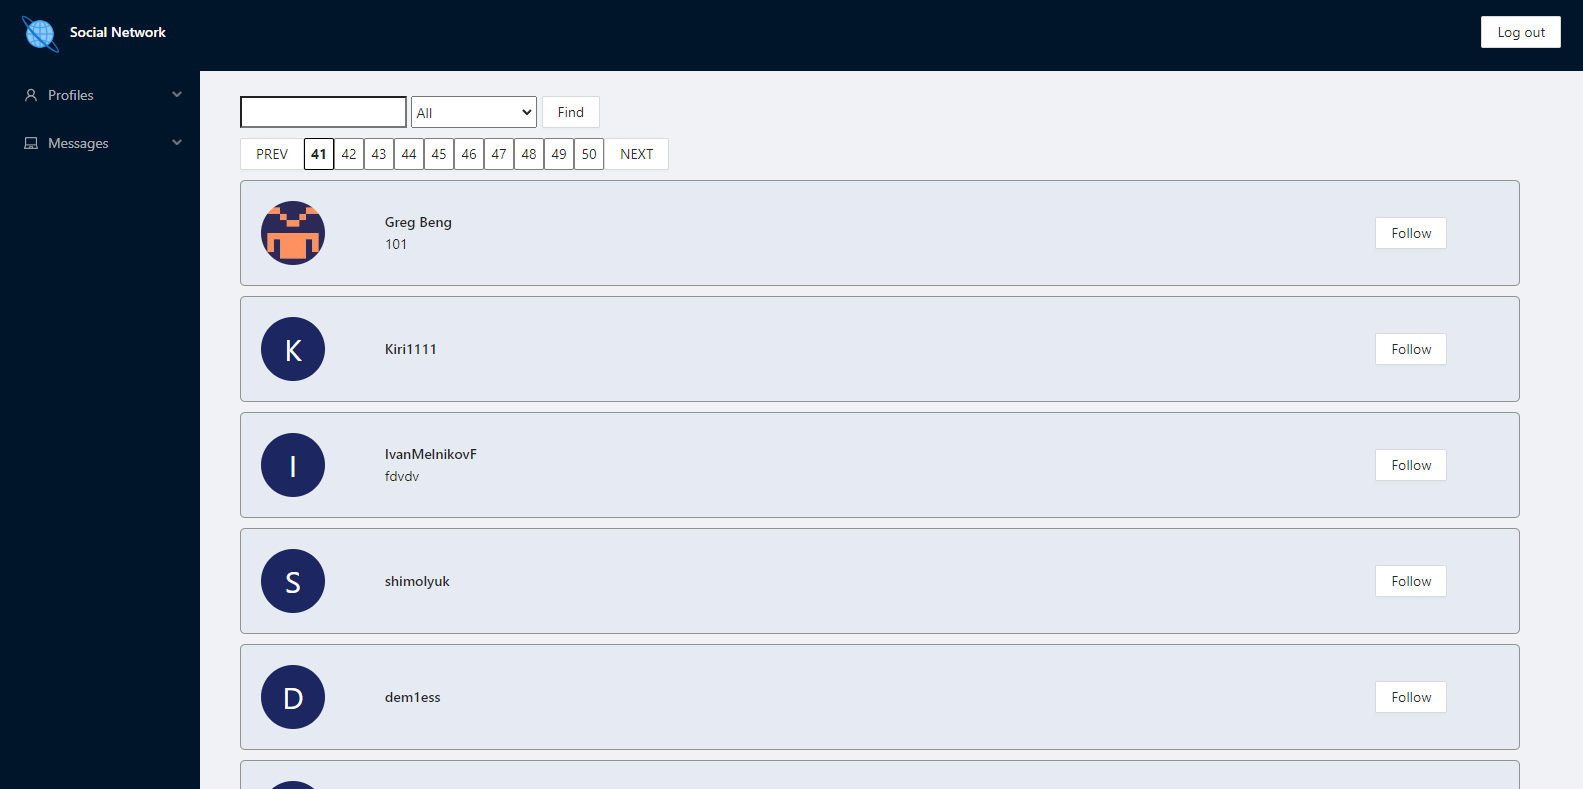 Social Network
Log out
Profiles
Messages
All
Find
PREV 41 42 43 44 45 46 47 48 49 50 NEXT
Greg Beng
101
Follow
K
Kiri1111
Follow
I
IvanMelnikovF
fdvdv
Follow
S
shimolyuk
Follow
D
dem1ess
Follow